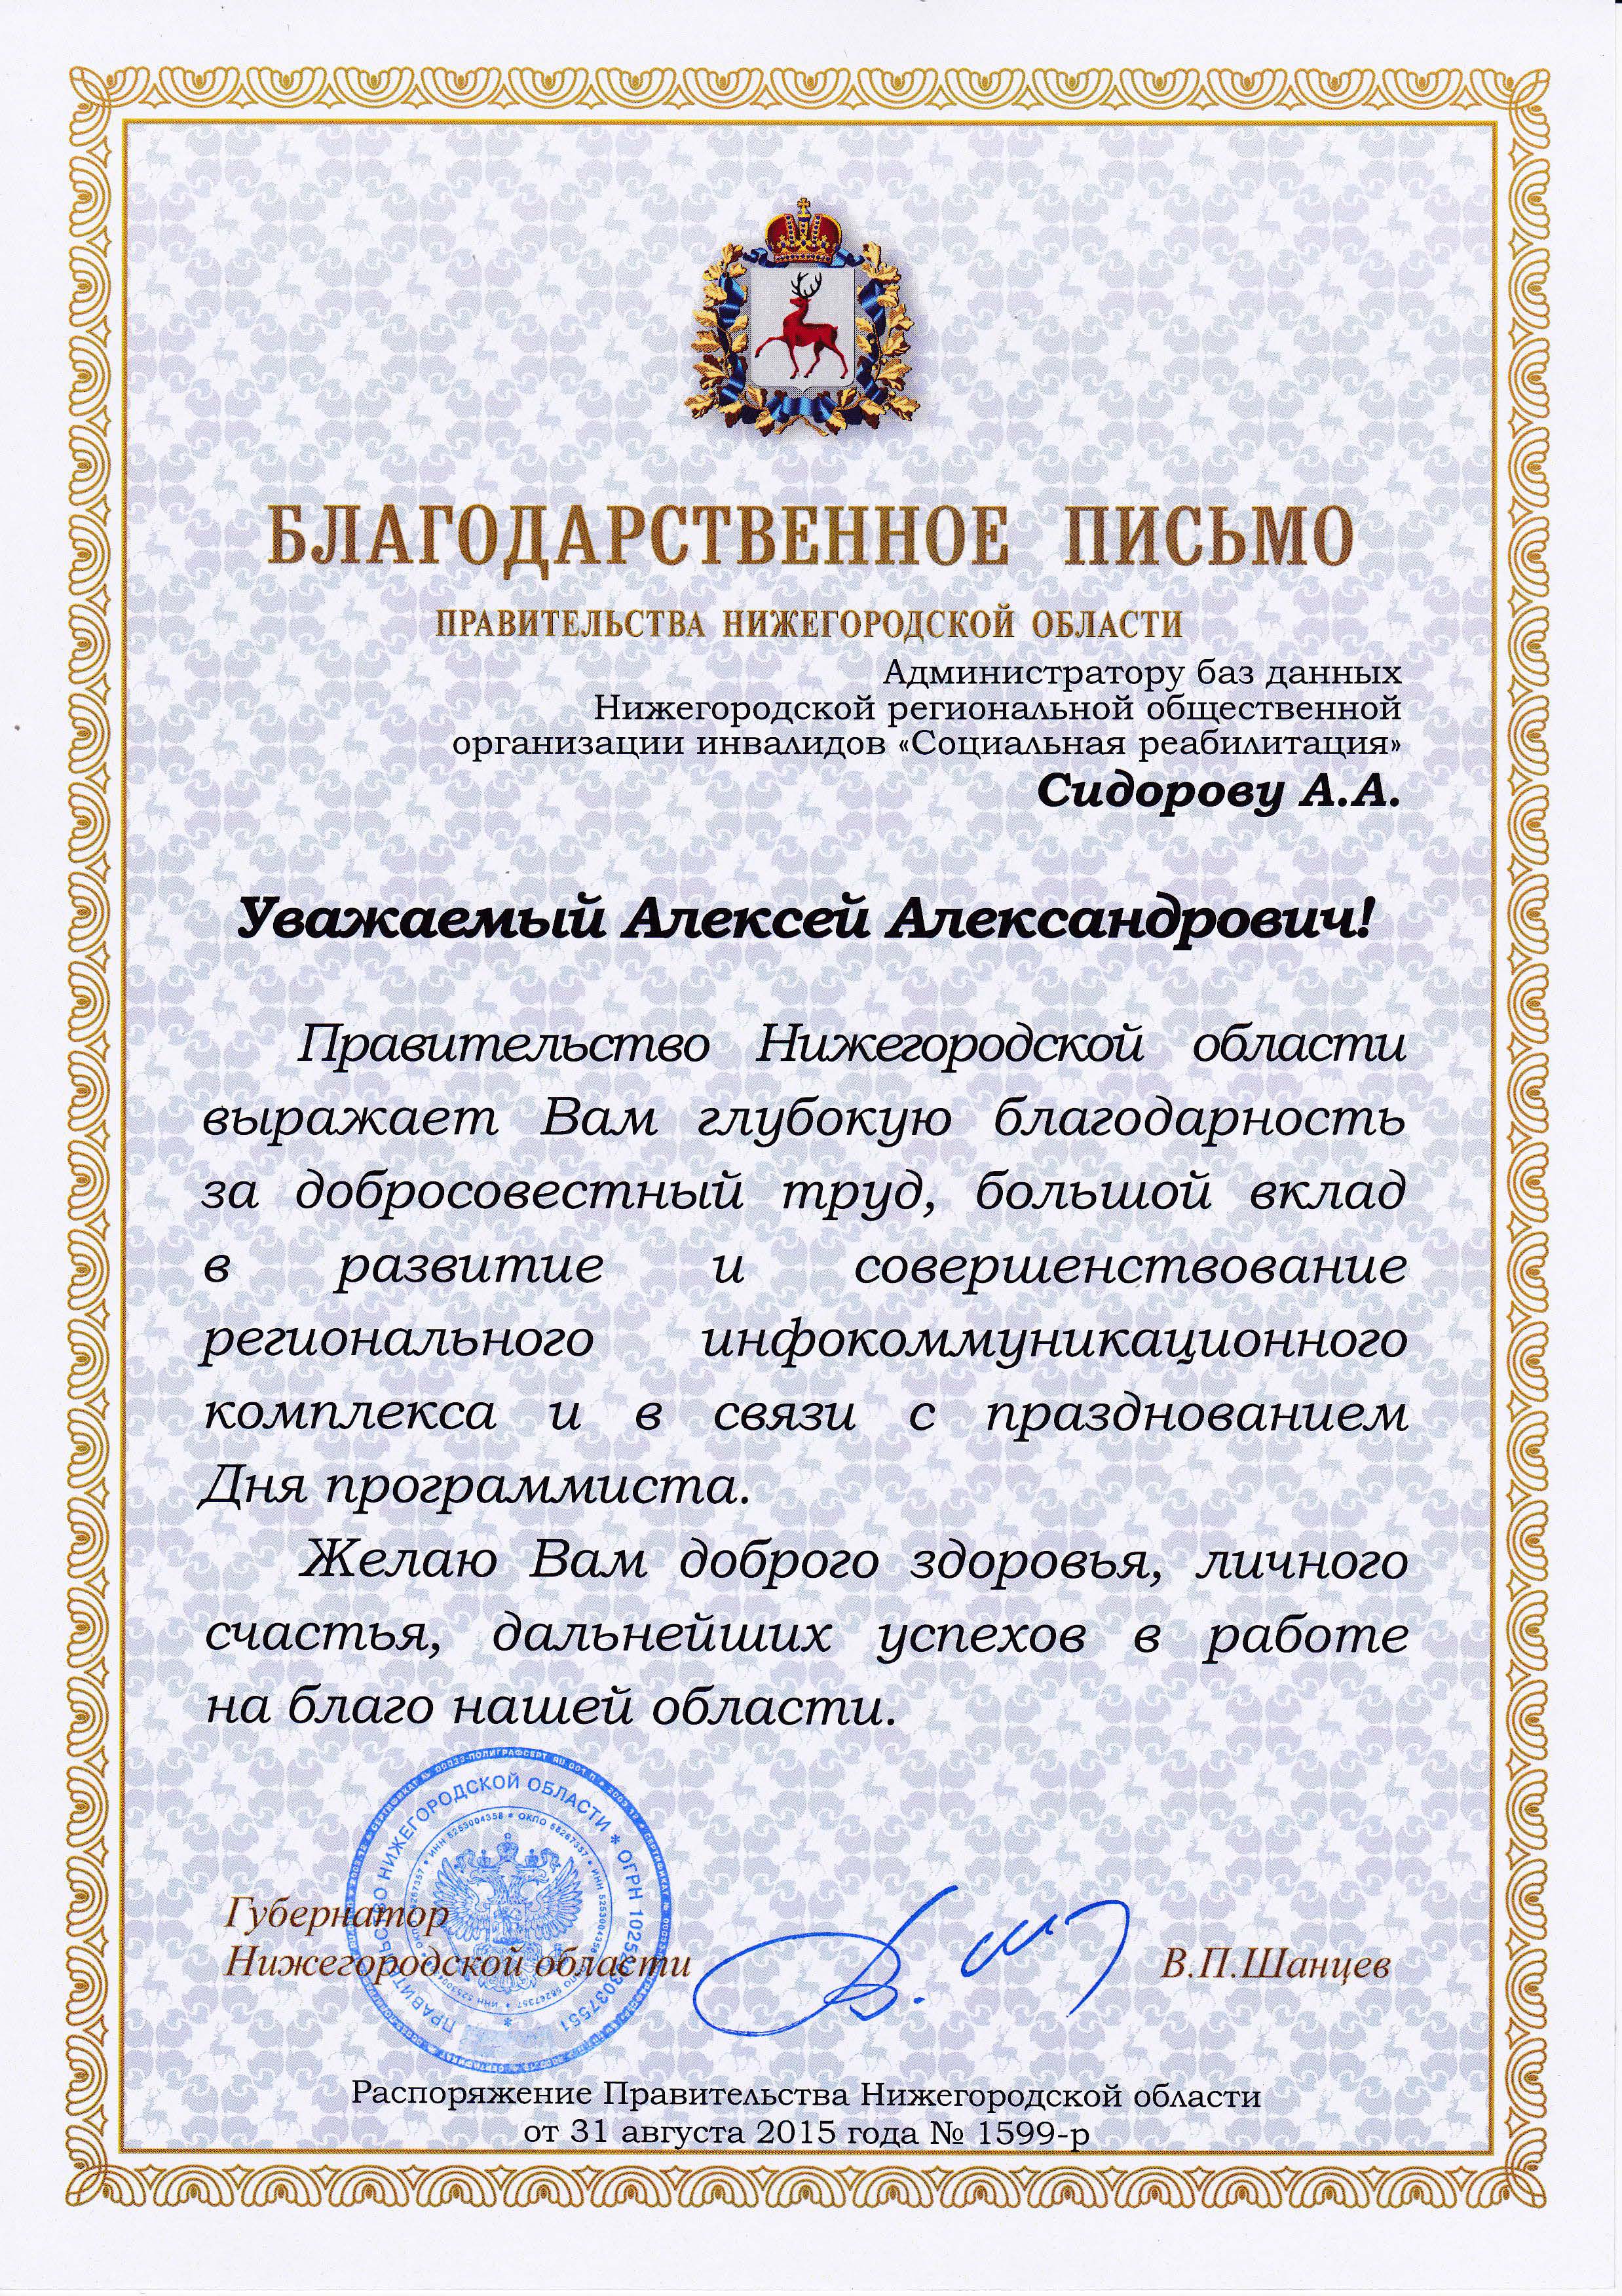 БЛАГОДАРСТВЕННОЕ ПИСЬМО
ПРАВИТЕЛЬСТВА НИЖЕГОРОДСКОЙ ОБЛАСТИ
Администратору баз данных
Нижегородской региональной общественной
организации инвалидов «Социальная реабилитация»
Сидорову А.А.
Уважаемый Алексей Александрович!
Правительство Нижегородской области
выражает Вам глубокую благодарность
за добросовестный труд, большой вклад
в развитие и совершенствование
регионального инфокоммуникационного
комплекса и в связи с празднованием
Дня программиста.
Желаю Вам доброго здоровья, личного
счастья, дальнейших успехов в работе
на благо нашей области.
ПРАВИТЕЛЬСТВО НИЖЕГОРОДСКОЙ ОБЛАСТИ * ОГРН
ИНН 5253004358 * ОКПО 58267357
Губернатор
Нижегородской области
В.П.Шанцев
Распоряжение Правительства Нижегородской области
от 31 августа 2015 года № 1599-р